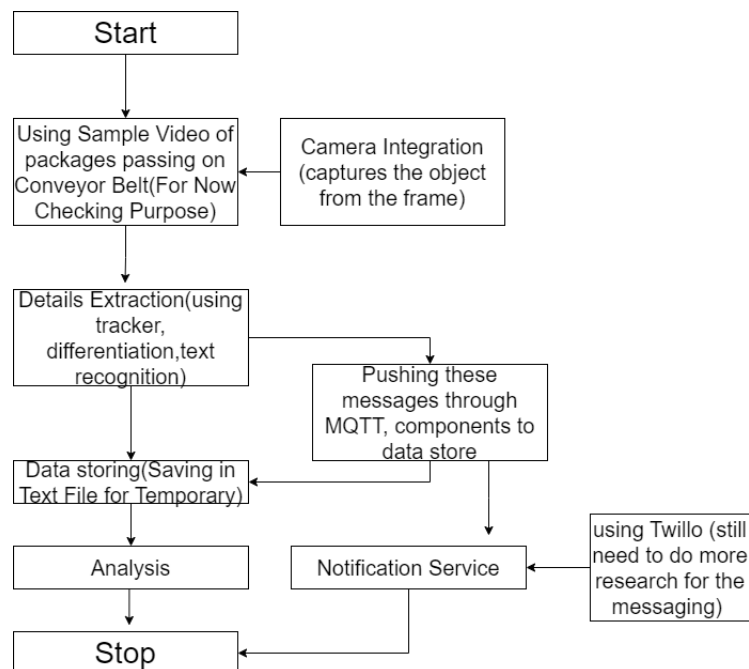 Start
Using Sample Video of
packages passing on
Conveyor Belt(For Now
Checking Purpose)
Camera Integration
(captures the object
from the frame)
Details Extraction(using
tracker,
differentiation,text
recognition)
Pushing these
messages through
MQTT, components to
data store
Data storing(Saving in
Text File for Temporary)
using Twillo (still
need to do more
research for the
messaging)
Analysis
Notification Service
Stop